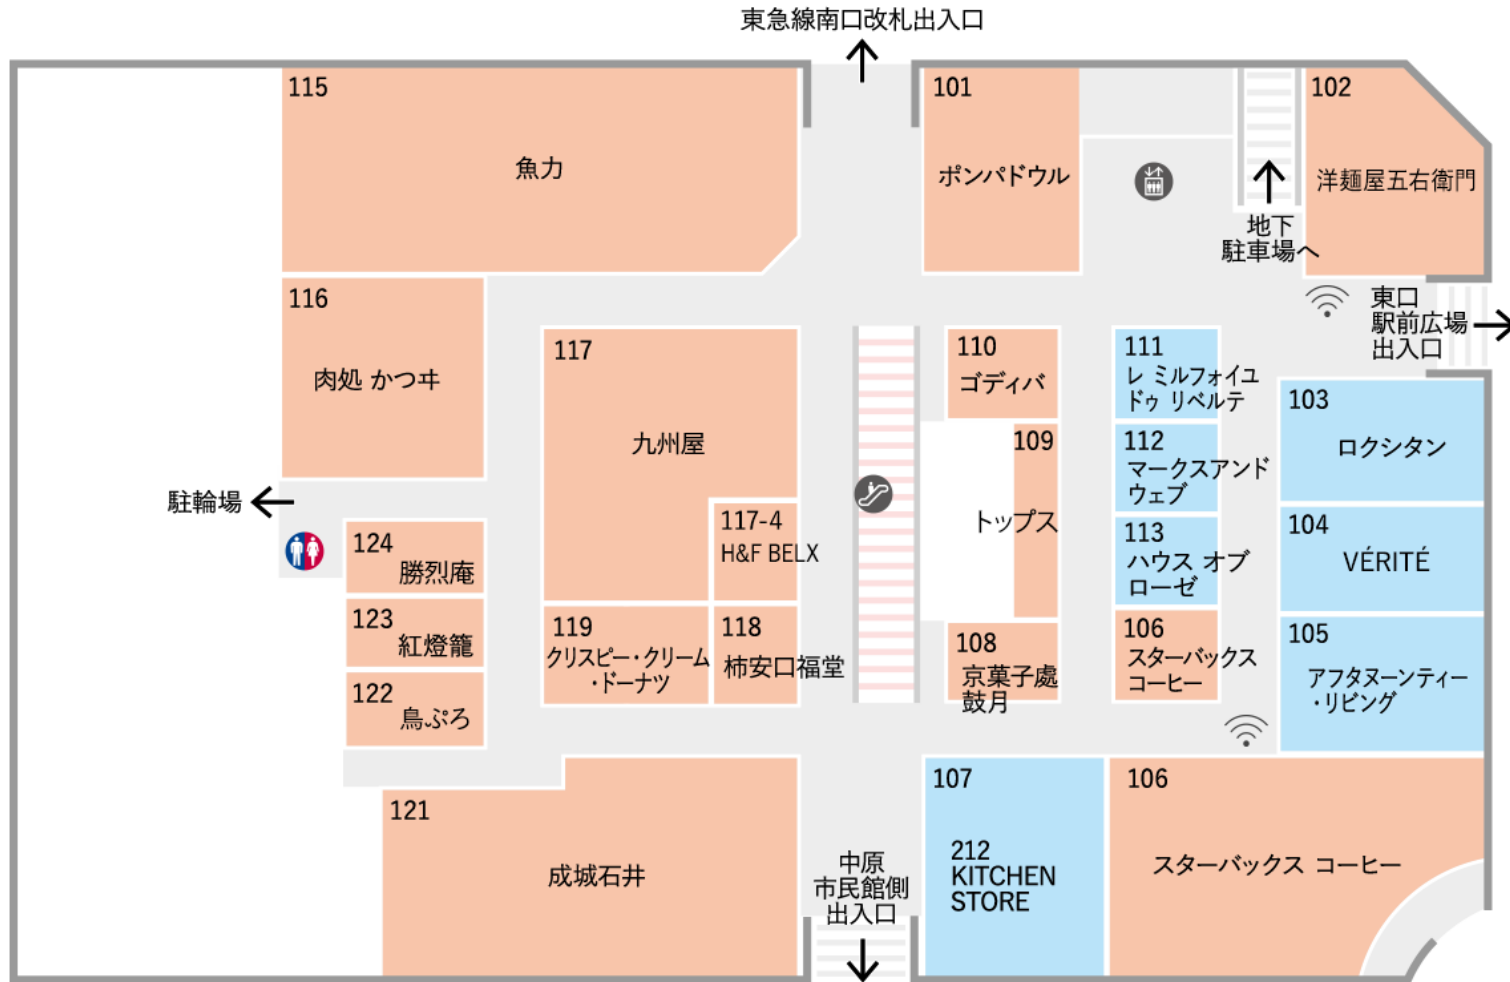 東急線南口改札出入口
115
魚力
101
ポンパドウル
102
洋麺屋五右衛門
地下
駐車場へ
東口
駅前広場
出入口
116
肉処 かつヰ
117
九州屋
110
ゴディバ
111
レ ミルフォイユ
ドゥ リベルテ
103
ロクシタン
109
トップス
112
マークスアンド
ウェブ
駐輪場
117-4
H&F BELX
113
ハウス オブ
ローゼ
104
VÉRITÉ
124
勝烈庵
123
紅燈籠
122
鳥ぷろ
119
クリスピー・クリーム
・ドーナツ
118
柿安口福堂
108
京菓子處
鼓月
106
スターバックス
コーヒー
105
アフタヌーンティー
・リビング
121
成城石井
中原
市民館側
出入口
107
212
KITCHEN
STORE
106
スターバックス コーヒー